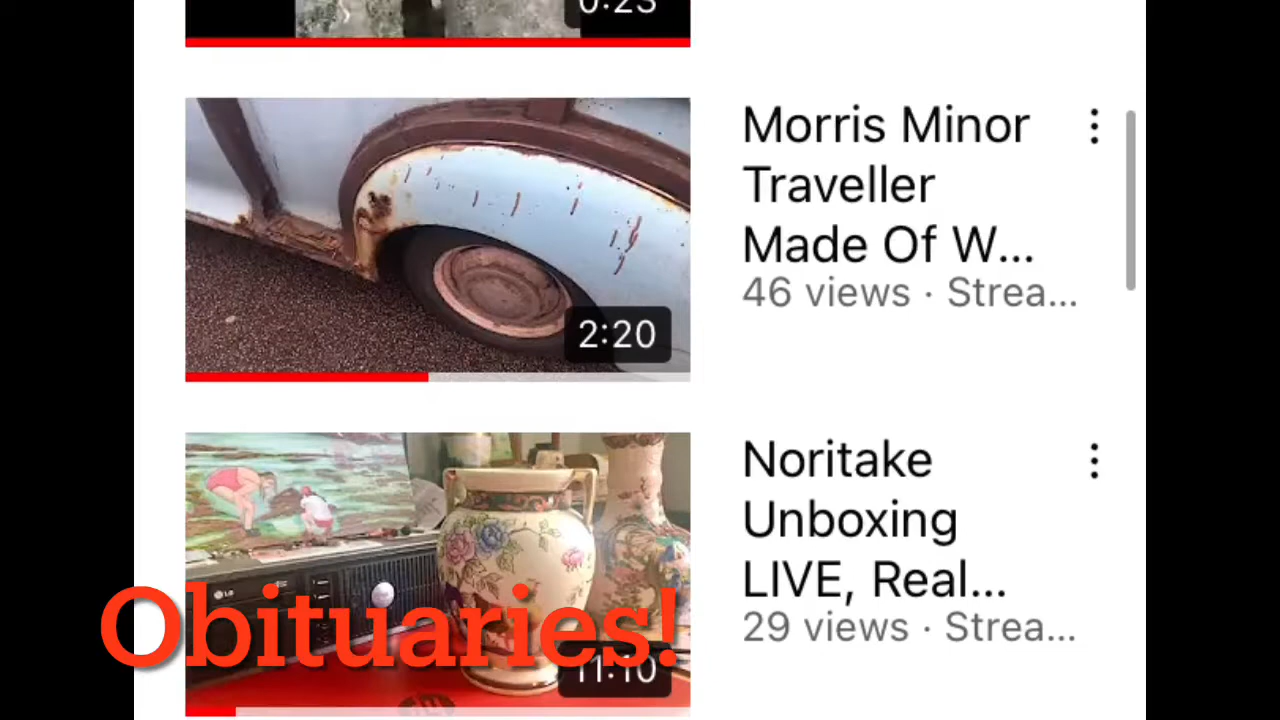 0:23
Morris Minor
Traveller
Made Of W...
46 views · Strea...
2:20
Noritake
Unboxing
LIVE, Real...
29 views · Strea...
LG
Obituaries!
11:10